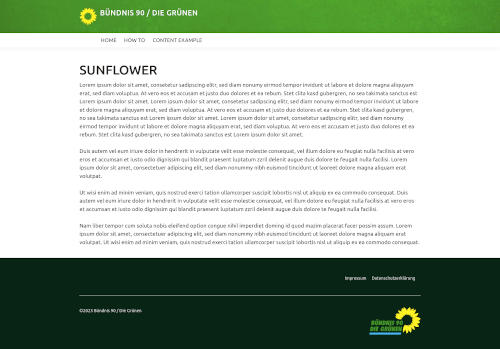 BÜNDNIS 90 / DIE GRÜNEN
HOME HOW TO CONTENT EXAMPLE
SUNFLOWER
Lorem ipsum dolor sit amet, consetetur sadipscing elitr, sed diam nonumy eirmod tempor invidunt ut labore et dolore magna aliquyam
erat, sed diam voluptua. At vero eos et accusam et justo duo dolores et ea rebum. Stet clita kasd gubergren, no sea takimata sanctus est
Lorem ipsum dolor sit amet. Lorem ipsum dolor sit amet, consetetur sadipscing elitr, sed diam nonumy eirmod tempor invidunt ut labore
et dolore magna aliquyam erat, sed diam voluptua. At vero eos et accusam et justo duo dolores et ea rebum. Stet clita kasd gubergren,
no sea takimata sanctus est Lorem ipsum dolor sit amet. Lorem ipsum dolor sit amet, consetetur sadipscing elitr, sed diam nonumy
eirmod tempor invidunt ut labore et dolore magna aliquyam erat, sed diam voluptua. At vero eos et accusam et justo duo dolores et ea
rebum. Stet clita kasd gubergren, no sea takimata sanctus est Lorem ipsum dolor sit amet.
Duis autem vel eum iriure dolor in hendrerit in vulputate velit esse molestie consequat, vel illum dolore eu feugiat nulla facilisis at vero
eros et accumsan et iusto odio dignissim qui blandit praesent luptatum zzril delenit augue duis dolore te feugait nulla facilisi. Lorem
ipsum dolor sit amet, consectetuer adipiscing elit, sed diam nonummy nibh euismod tincidunt ut laoreet dolore magna aliquam erat
volutpat.
Ut wisi enim ad minim veniam, quis nostrud exerci tation ullamcorper suscipit lobortis nisl ut aliquip ex ea commodo consequat. Duis
autem vel eum iriure dolor in hendrerit in vulputate velit esse molestie consequat, vel illum dolore eu feugiat nulla facilisis at vero eros
et accumsan et iusto odio dignissim qui blandit praesent luptatum zzril delenit augue duis dolore te feugait nulla facilisi.
Nam liber tempor cum soluta nobis eleifend option congue nihil imperdiet doming id quod mazim placerat facer possim assum. Lorem
ipsum dolor sit amet, consectetuer adipiscing elit, sed diam nonummy nibh euismod tincidunt ut laoreet dolore magna aliquam erat
volutpat. Ut wisi enim ad minim veniam, quis nostrud exerci tation ullamcorper suscipit lobortis nisl ut aliquip ex ea commodo consequat.
Impressum Datenschutzerklärung
©2023 Bündnis 90 / Die Grünen
BÜNDNIS 90
DIE GRÜNEN